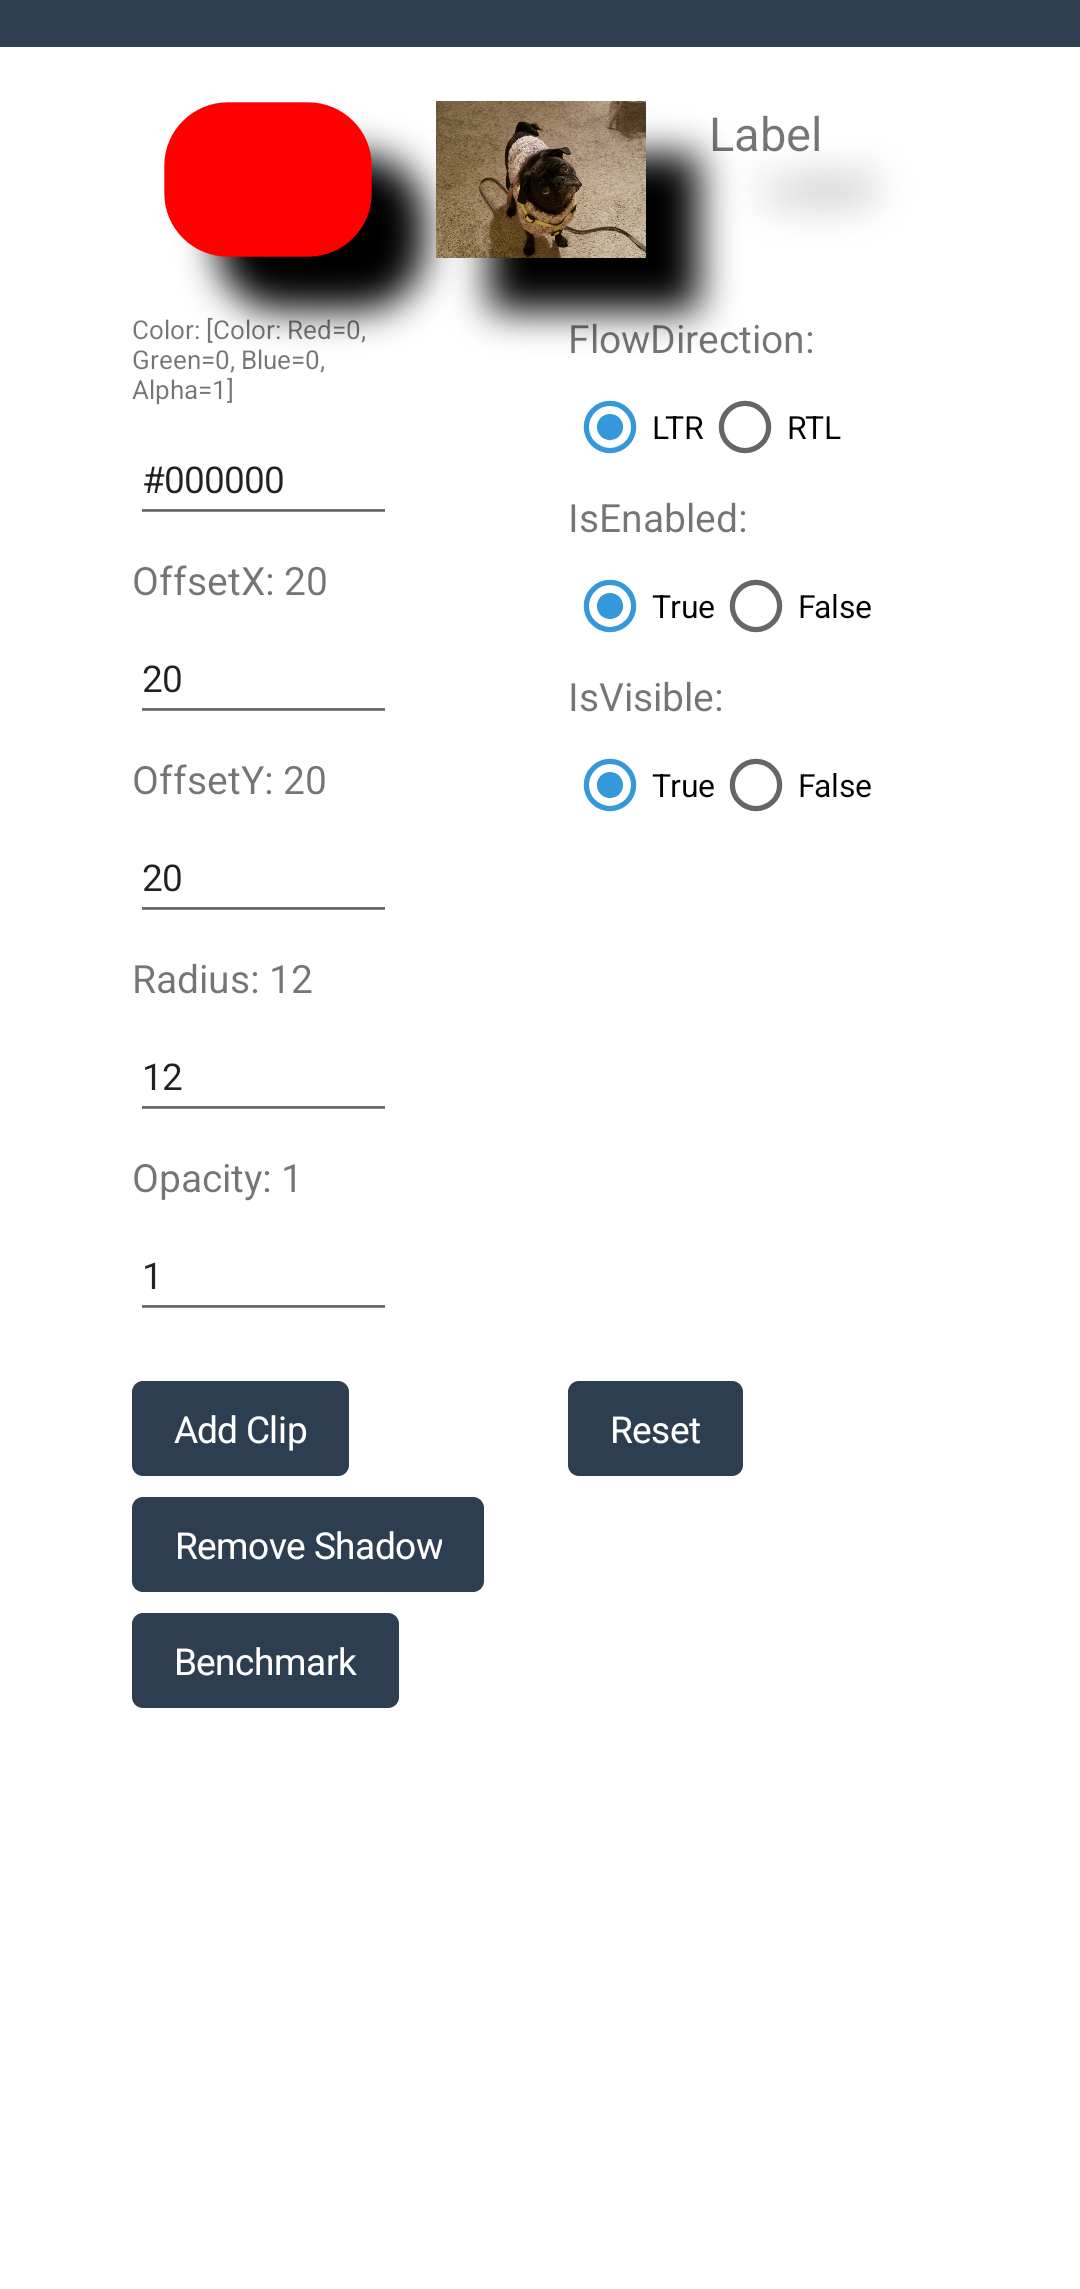 Label
Color: [Color: Red=0,
Green=0, Blue=0,
Alpha=1]
#000000
OffsetX: 20
20
OffsetY: 20
20
Radius: 12
12
Opacity: 1
1
FlowDirection:
LTR RTL
IsEnabled:
True False
IsVisible:
True False
Add Clip
Reset
Remove Shadow
Benchmark